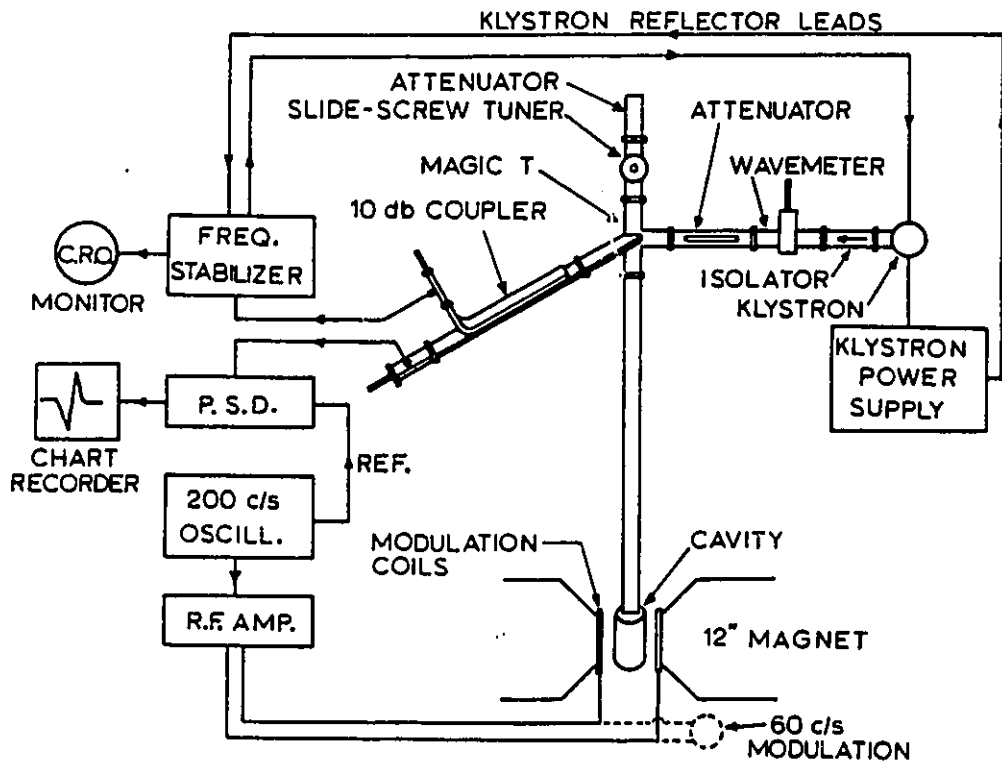 KLYSTRON REFLECTOR LEADS
ATTENUATOR
SLIDE-SCREW TUNER
ATTENUATOR
MAGIC T
WAVEMETER
10 db COUPLER
FREQ.
STABILIZER
C.R.O.
MONITOR
ISOLATOR
KLYSTRON
KLYSTRON
POWER
SUPPLY
P.S.D.
CHART
RECORDER
REF.
200 c/s
OSCILL.
MODULATION
COILS
CAVITY
R.F. AMP.
12" MAGNET
60 c/s
MODULATION